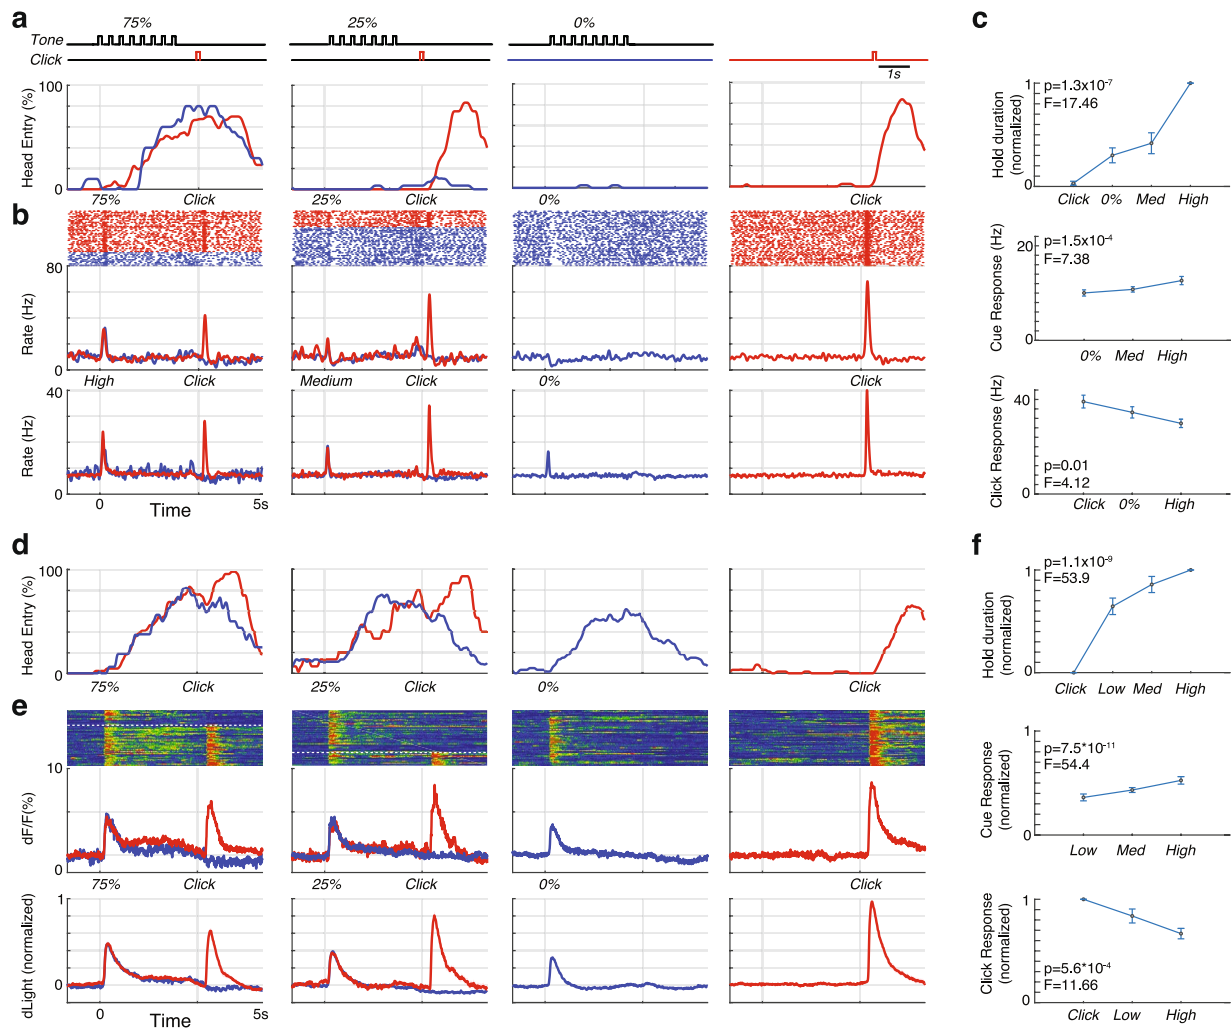 a
75%
25%
0%
Tone
Click
1s
Head Entry (%)
100
0
75%
Click
25%
Click
0%
Click
b
Rate (Hz)
80
0
High
Click
Medium
Click
0%
Click
Rate (Hz)
40
0
0
5s
Time
c
Hold duration
(normalized)
1
0
p=1.3x10-7
F=17.46
Click 0% Med High
Cue Response (Hz)
20
0
p=1.5x10-4
F=7.38
0% Med High
Click Response (Hz)
40
0
p=0.01
F=4.12
Click 0% High
d
Head Entry (%)
100
0
75%
Click
25%
Click
0%
Click
e
dF/F(%)
10
0
75%
Click
25%
Click
0%
Click
dLight (normalized)
1
0
0
5s
Time
f
Hold duration
(normalized)
1
0
p=1.1x10-9
F=53.9
Click Low Med High
Cue Response
(normalized)
1
0
p=7.5*10-11
F=54.4
Low Med High
Click Response
(normalized)
1
0
p=5.6*10-4
F=11.66
Click Low High